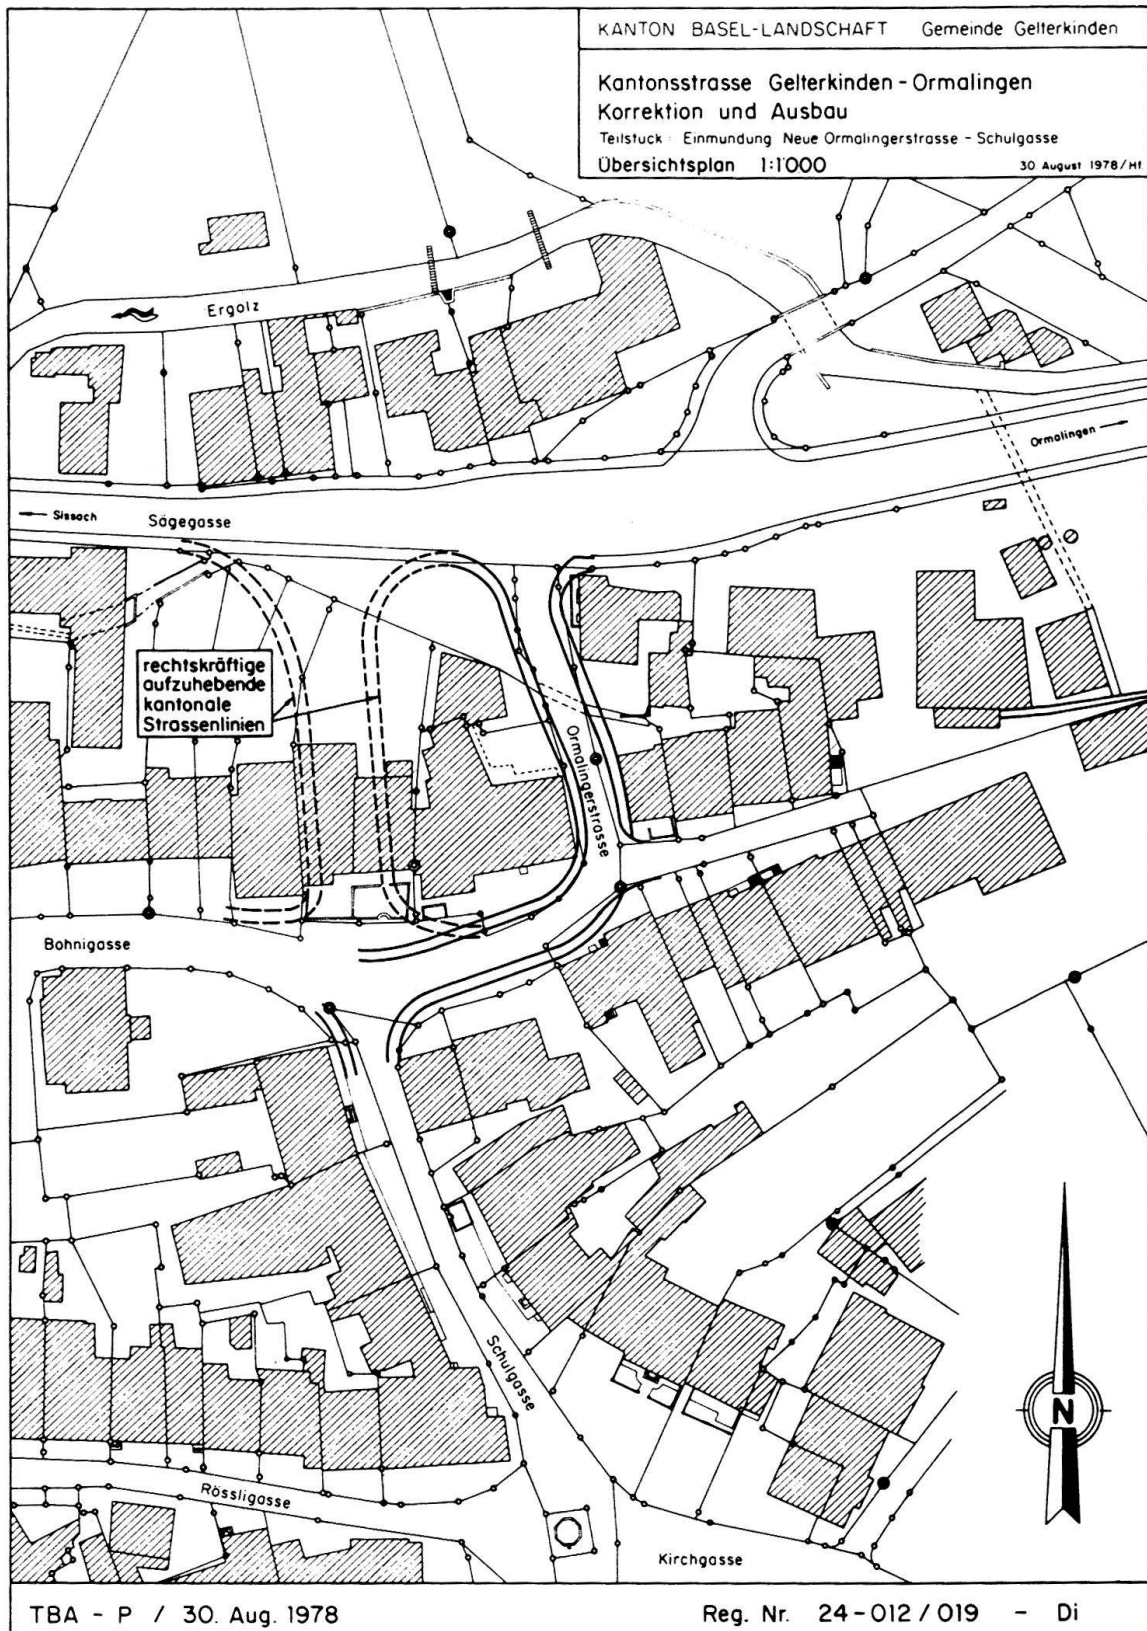 KANTON BASEL-LANDSCHAFT Gemeinde Gelterkinden
Kantonsstrasse Gelterkinden - Ormalingen
Korrektion und Ausbau
Teilstuck : Einmundung Neue Ormalingerstrasse - Schulgasse
Übersichtsplan 1:1'000 30 August 1978/Hf
Ergolz
Ormalingen
Sissach
Sägegasse
rechtskräftige
aufzuhebende
kantonale
Strassenlinien
Ormalingerstrasse
Bohnigasse
Schulgasse
N
Rössligasse
Kirchgasse
TBA - P / 30. Aug. 1978 Reg. Nr. 24-012 / 019 - Di